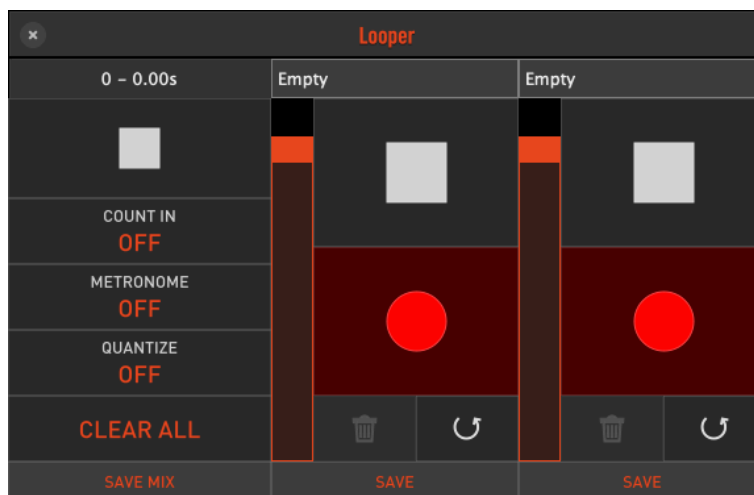 Looper
0 – 0.00s
Empty
Empty
COUNT IN
OFF
METRONOME
OFF
QUANTIZE
OFF
CLEAR ALL
SAVE MIX
SAVE
SAVE